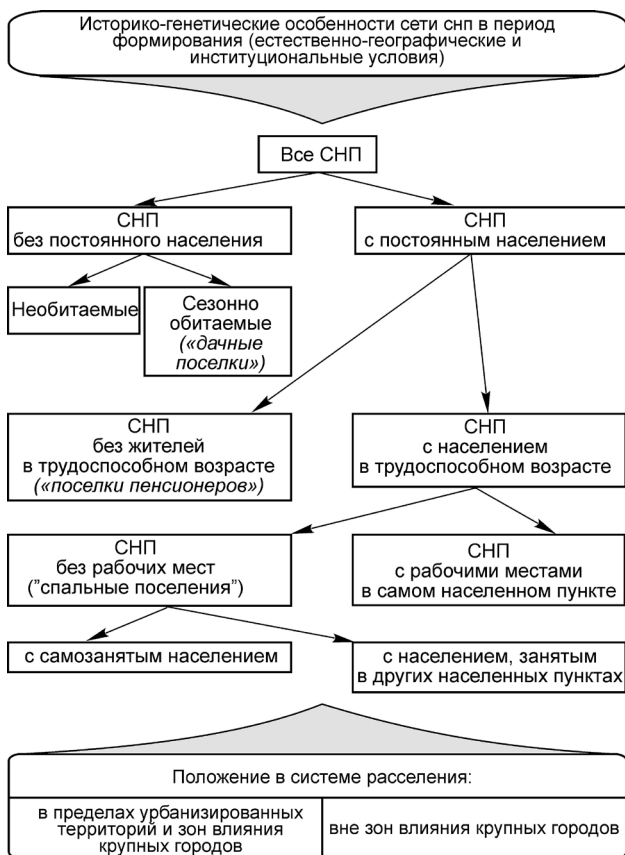 Историко-генетические особенности сети снп в период
формирования (естественно-географические и
институциональные условия)
Все СНП
СНП
без постоянного населения
СНП
с постоянным населением
Необитаемые
Сезонно
обитаемые
(«дачные
поселки»)
СНП
без жителей
в трудоспособном возрасте
(«поселки пенсионеров»)
СНП
с населением
в трудоспособном возрасте
СНП
без рабочих мест
("спальные поселения")
СНП
с рабочими местами
в самом населенном пункте
с самозанятым населением
с населением, занятым
в других населенных пунктах
Положение в системе расселения:
в пределах урбанизированных
территорий и зон влияния
крупных городов
вне зон влияния крупных городов